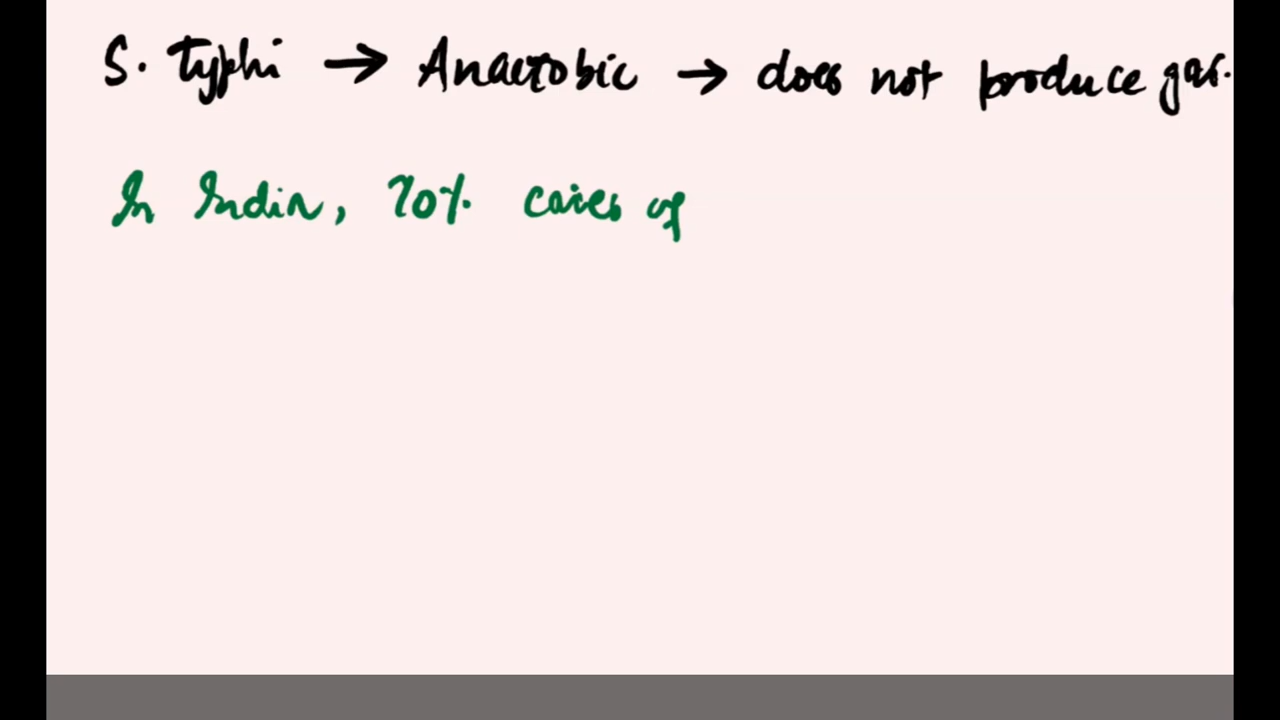 S. typhi → Anaerobic → does not produce gas.
In India, 70% cases of